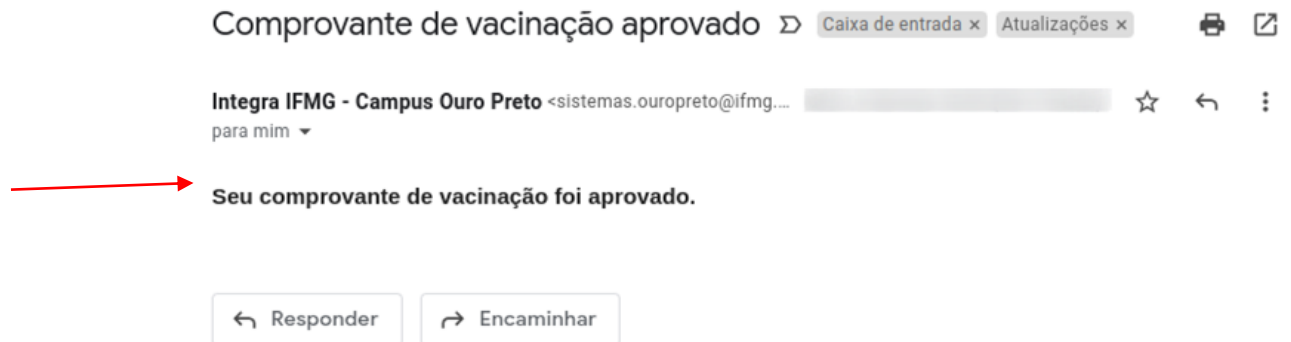 Comprovante de vacinação aprovado Caixa de entrada × Atualizações ×
Integra IFMG - Campus Ouro Preto <sistemas.ouropreto@ifmg....
para mim
Seu comprovante de vacinação foi aprovado.
Responder Encaminhar